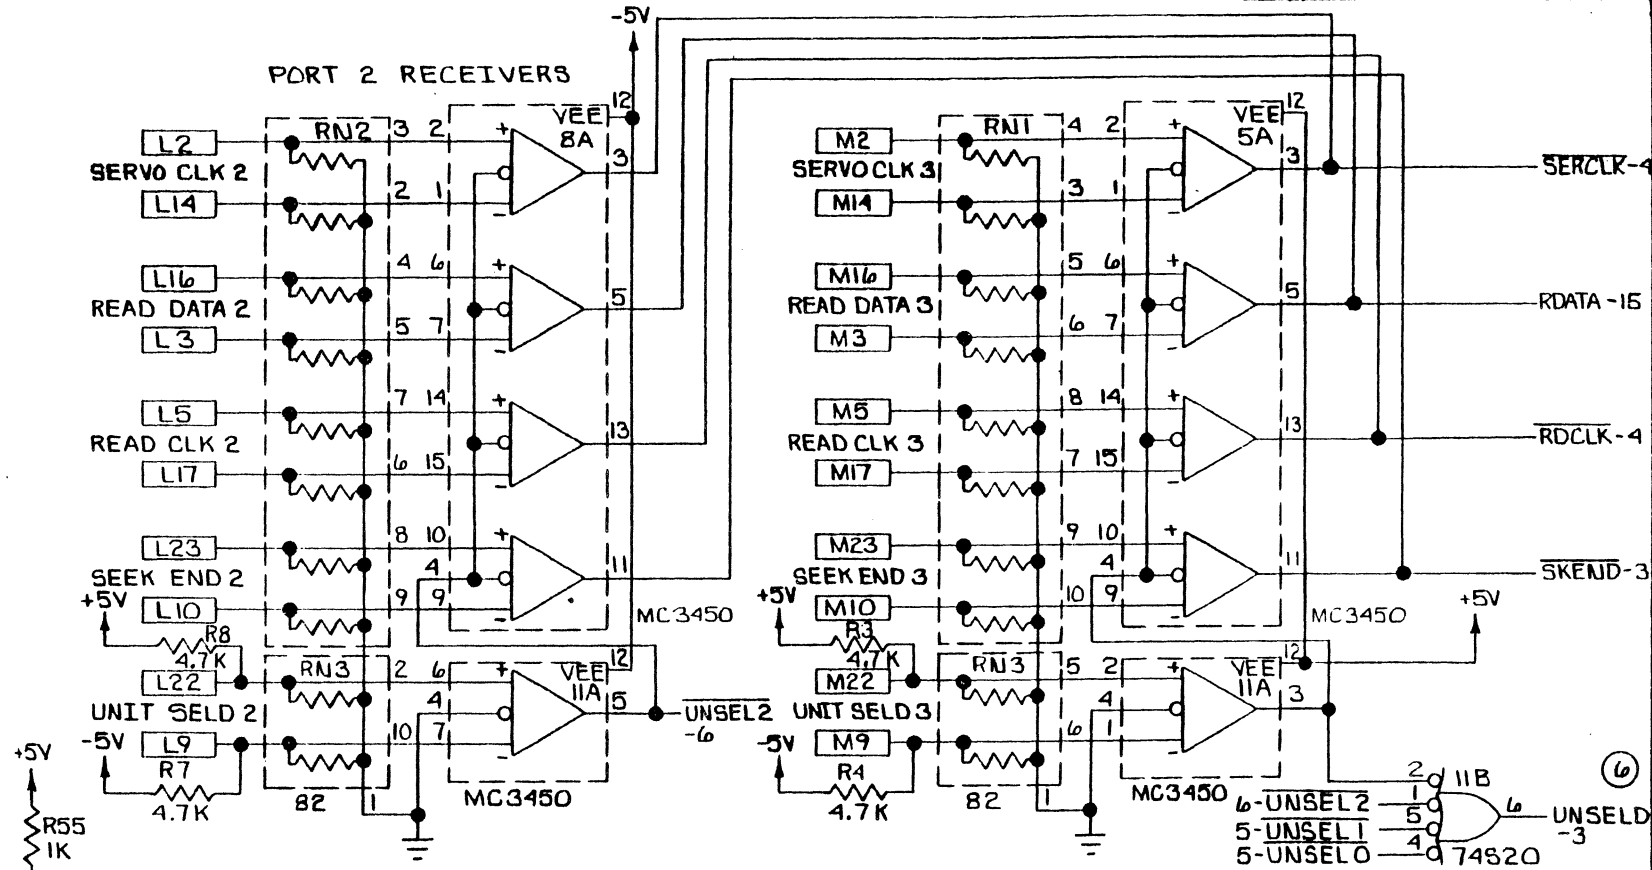 -5V
PORT 2 RECEIVERS
L2 RN2 3 2 + VEE 12
8A
SERVO CLK 2 3
L14 2 1 -
L16 4 6 +
READ DATA 2 5
L3 5 7 -
L5 7 14 +
READ CLK 2 13
L17 6 15 -
L23 8 10 +
SEEK END 2 4 11
+5V L10 9 9 - MC3450
R8
4.7K
L22 RN3 2 6 + VEE 12
11A
UNIT SELD 2 4 5 UNSEL2
-6
-5V L9 10 7 -
R7
4.7K 82 1 MC3450
+5V
R55
1K
M2 RN1 4 2 + VEE 12
5A
SERVO CLK 3 3 SERCLK-4
M14 3 1 -
M16 5 6 +
READ DATA 3 5 RDATA-15
M3 6 7 -
M5 8 14 +
READ CLK 3 13 RDCLK-4
M17 7 15 -
M23 9 10 +
SEEK END 3 4 11 SKEND-3
+5V M10 10 9 - MC3450 +5V
R3
4.7K
M22 RN3 5 2 + VEE 12
11A
UNIT SELD 3 4 3
-5V M9 6 1 -
R4
4.7K 82 1 MC3450
2 11B 6
6-UNSEL2 1
5-UNSEL1 5 6 UNSELD
-3
5-UNSEL0 4 74S20